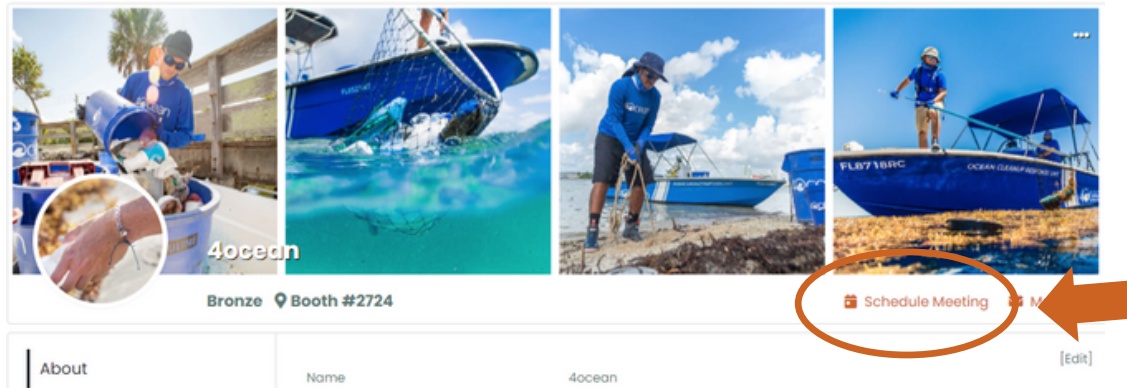 FL8718RC
OCEAN CLEANUP
4ocean
Bronze Booth #2724
Schedule Meeting
About
[Edit]
Name 4ocean